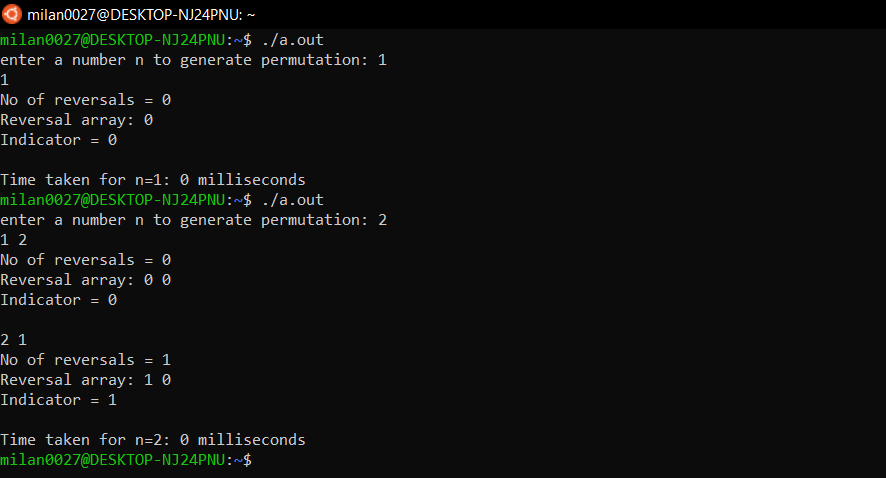 milan0027@DESKTOP-NJ24PNU: ~
milan0027@DESKTOP-NJ24PNU:~$ ./a.out
enter a number n to generate permutation: 1
1
No of reversals = 0
Reversal array: 0
Indicator = 0
Time taken for n=1: 0 milliseconds
milan0027@DESKTOP-NJ24PNU:~$ ./a.out
enter a number n to generate permutation: 2
1 2
No of reversals = 0
Reversal array: 0 0
Indicator = 0
2 1
No of reversals = 1
Reversal array: 1 0
Indicator = 1
Time taken for n=2: 0 milliseconds
milan0027@DESKTOP-NJ24PNU:~$